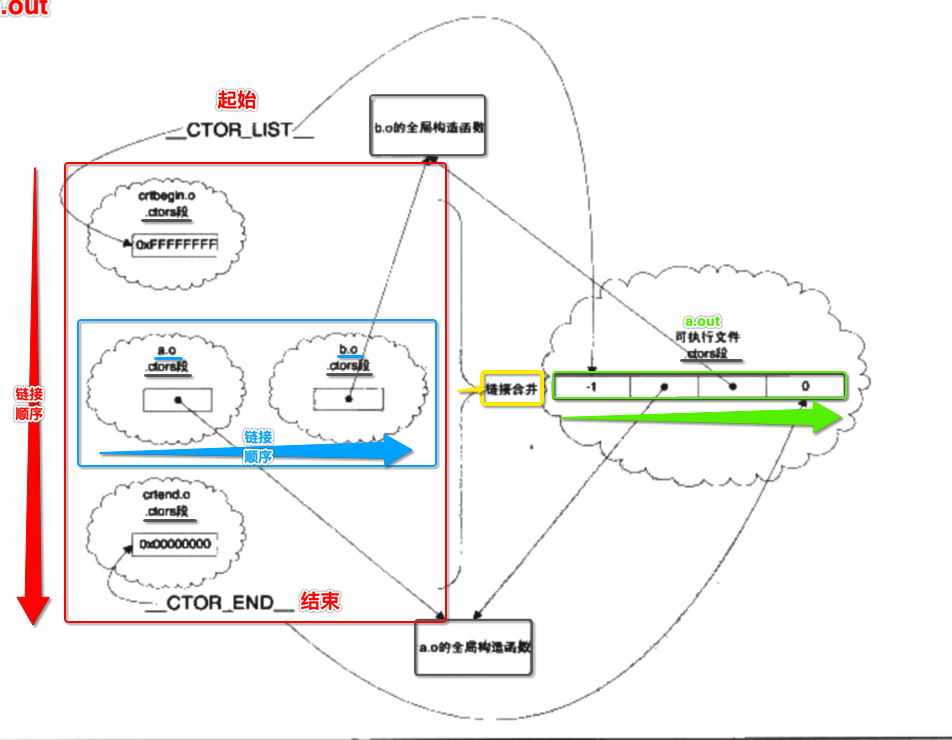 .out
起始
__CTOR_LIST__
b.o的全局构造函数
crtbegin.o
.ctors段
0xFFFFFFFF
a.o
.ctors段
b.o
.ctors段
链接
顺序
链接
顺序
crtend.o
.ctors段
0x00000000
__CTOR_END__ 结束
链接合并
a.out
可执行文件
.ctors段
-1
0
a.o的全局构造函数